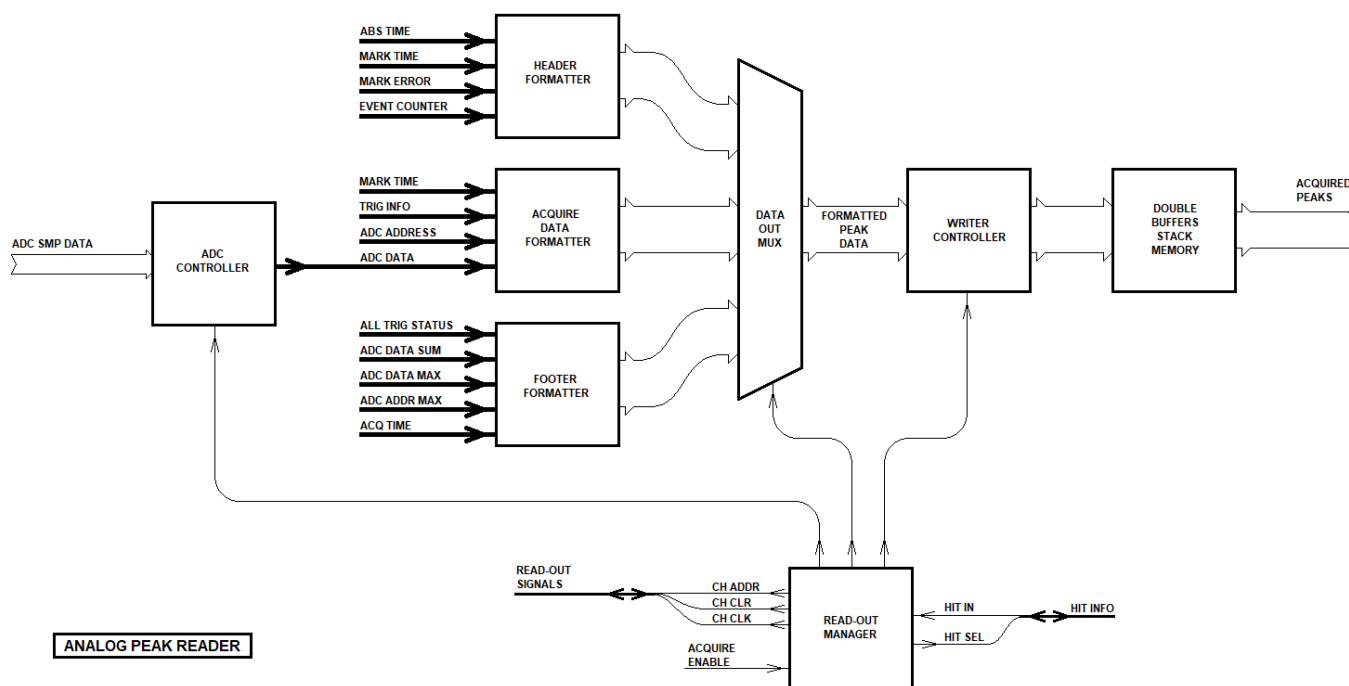 ABS TIME
MARK TIME
MARK ERROR
EVENT COUNTER
HEADER
FORMATTER
MARK TIME
TRIG INFO
ADC ADDRESS
ADC DATA
ACQUIRE
DATA
FORMATTER
ADC SMP DATA
ADC
CONTROLLER
ALL TRIG STATUS
ADC DATA SUM
ADC DATA MAX
ADC ADDR MAX
ACQ TIME
FOOTER
FORMATTER
DATA
OUT
MUX
FORMATTED
PEAK
DATA
WRITER
CONTROLLER
DOUBLE
BUFFERS
STACK
MEMORY
ACQUIRED
PEAKS
READ-OUT
SIGNALS
CH ADDR
CH CLR
CH CLK
ACQUIRE
ENABLE
READ-OUT
MANAGER
HIT IN
HIT SEL
HIT INFO
ANALOG PEAK READER